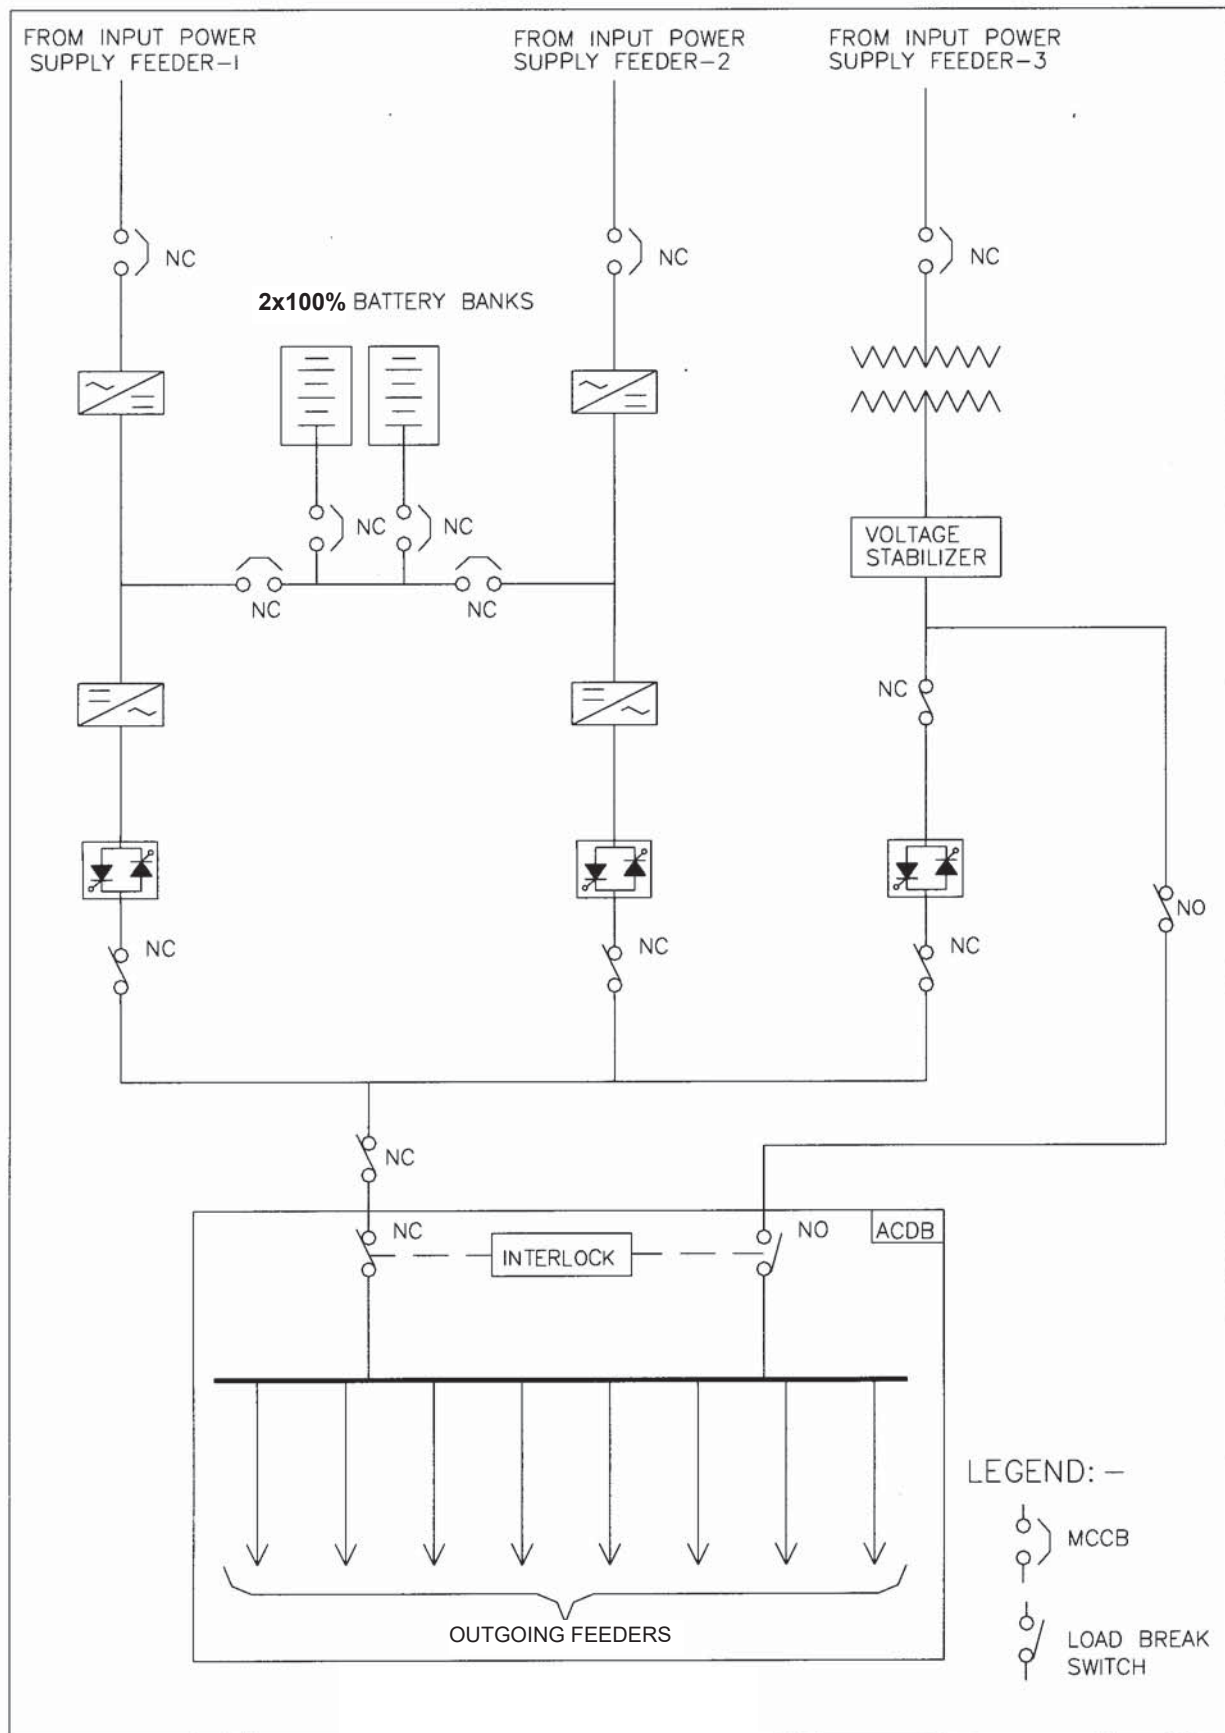 FROM INPUT POWER
SUPPLY FEEDER-1
FROM INPUT POWER
SUPPLY FEEDER-2
FROM INPUT POWER
SUPPLY FEEDER-3
NC
NC
NC
2x100% BATTERY BANKS
NC
NC
VOLTAGE
STABILIZER
NC
NC
NC
NO
NC
NC
NC
NC
NC
NO
ACDB
INTERLOCK
LEGEND: -
MCCB
OUTGOING FEEDERS
LOAD BREAK
SWITCH